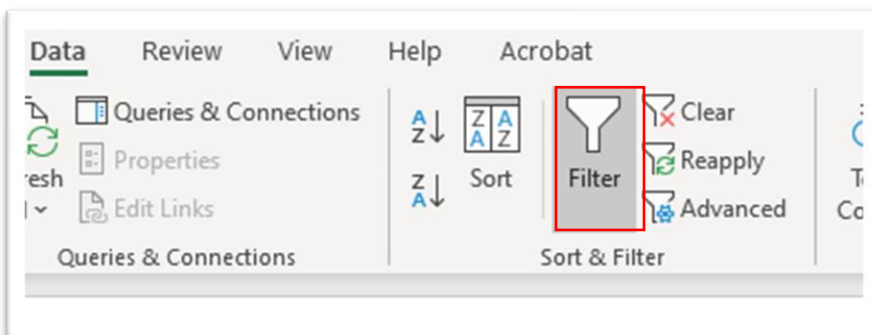 Data Review View Help Acrobat
Queries & Connections
Properties
Edit Links
Queries & Connections
A
Z
Z
A
Z A
A Z
Sort
Filter
Clear
Reapply
Advanced
Sort & Filter